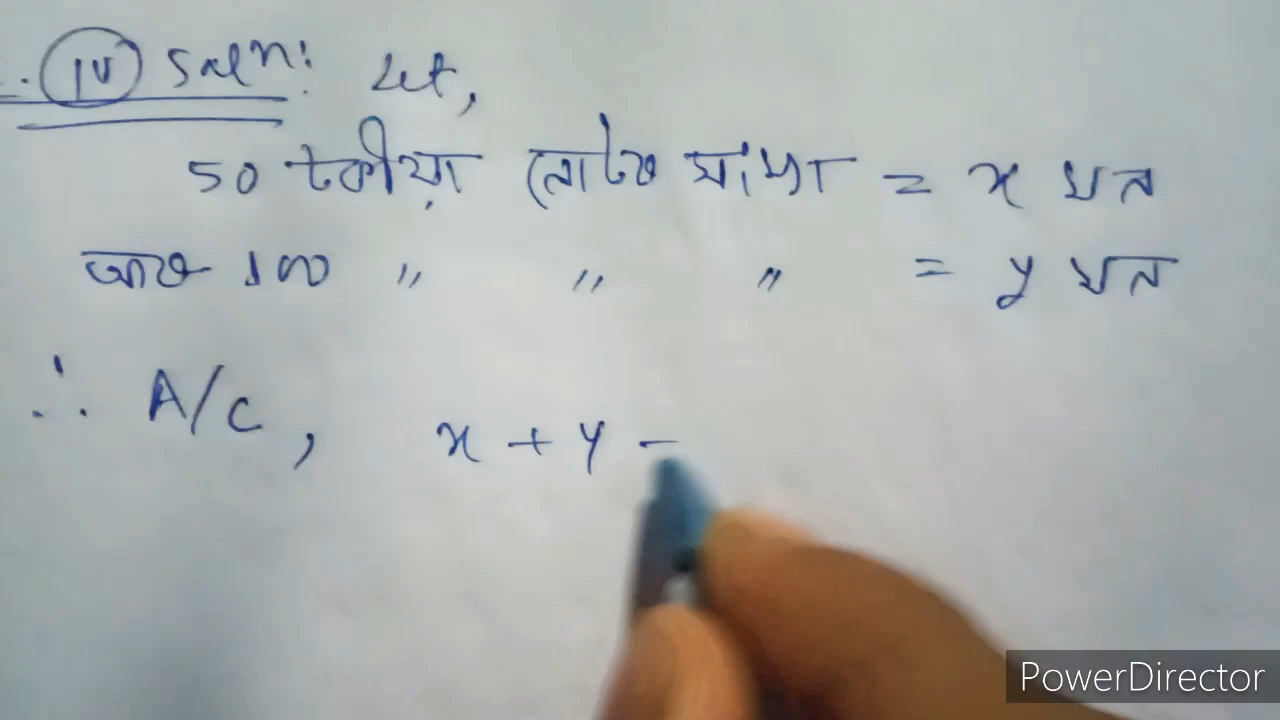 (iv) Soln: Let,
50 টকীয়া নোটৰ সংখ্যা = x খন
আৰু 100 " " " = y খন
∴ A/C, x + y -
PowerDirector